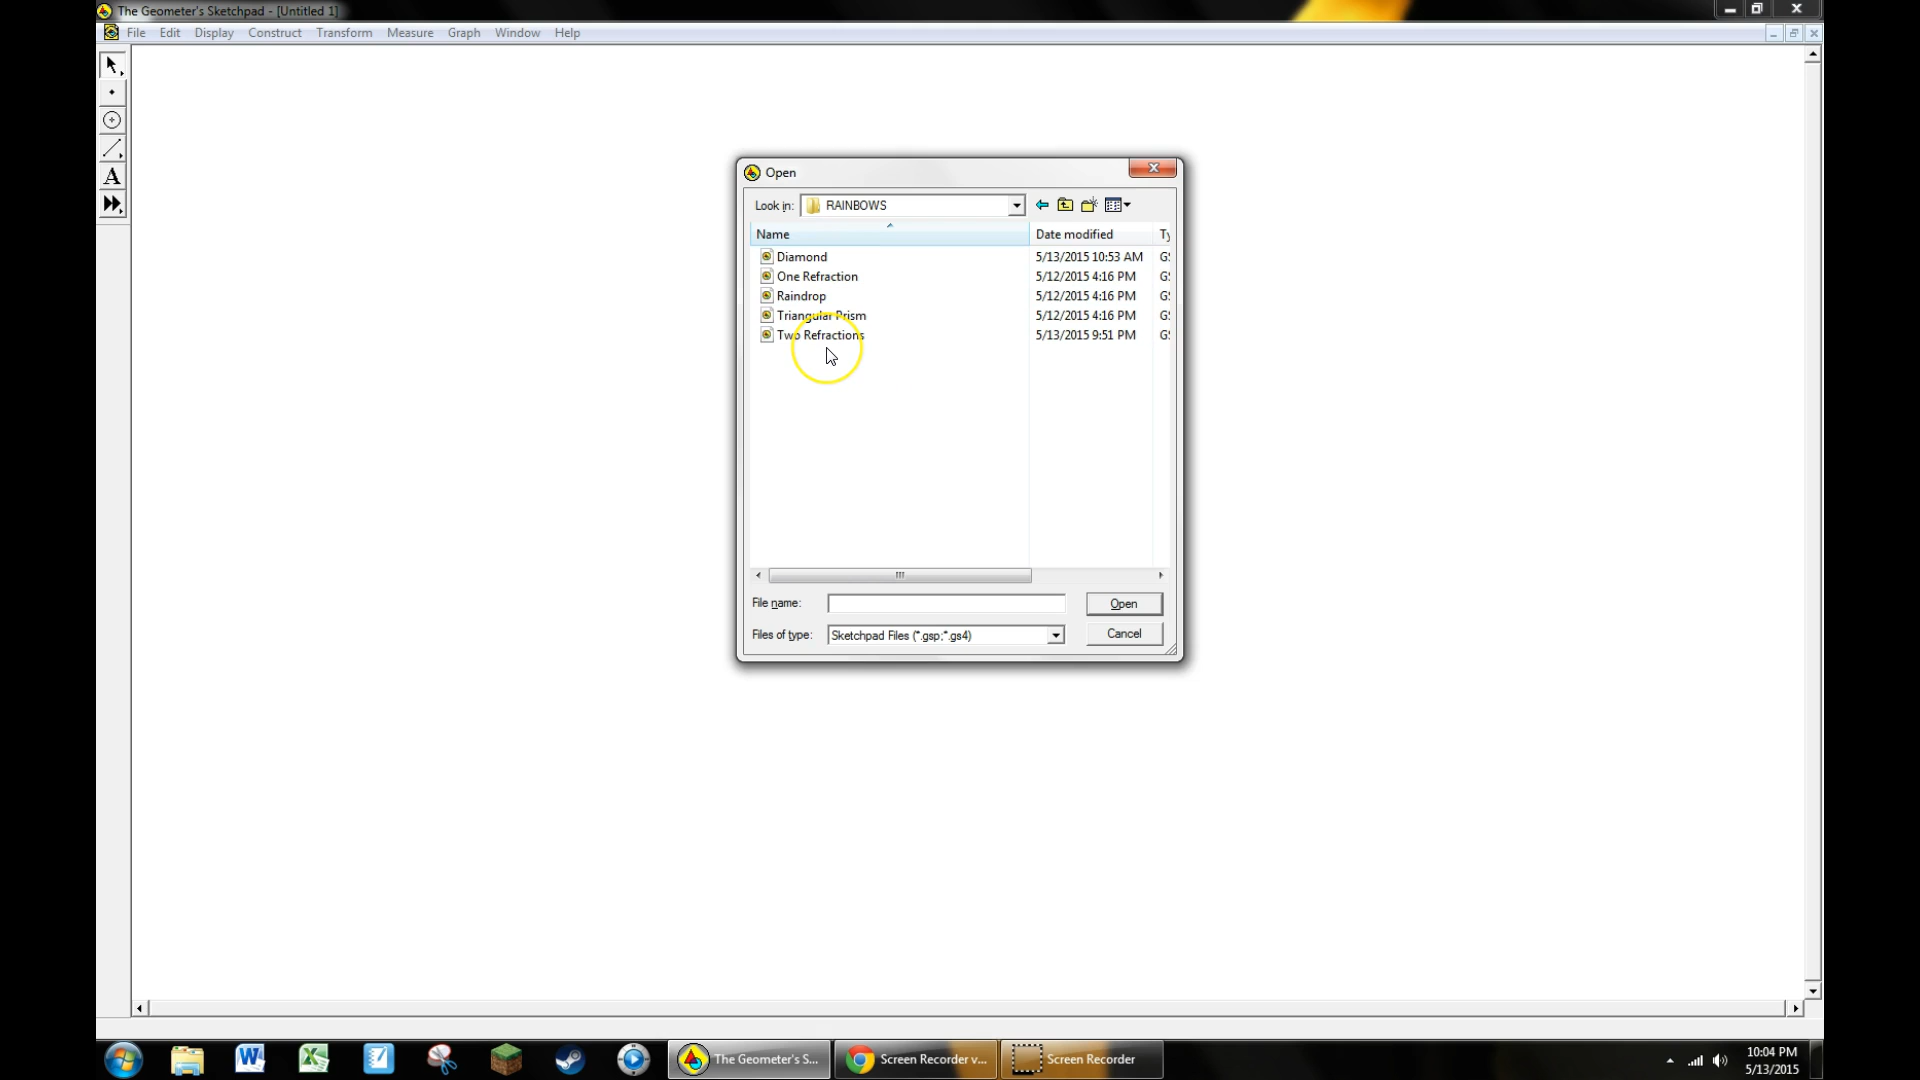 The Geometer's Sketchpad - [Untitled 1]
File Edit Display Construct Transform Measure Graph Window Help
A
Open
Look in: RAINBOWS
Name Date modified
Diamond 5/13/2015 10:53 AM
One Refraction 5/12/2015 4:16 PM
Raindrop 5/12/2015 4:16 PM
Triangular Prism 5/12/2015 4:16 PM
Two Refractions 5/13/2015 9:51 PM
File name: Open
Files of type: Sketchpad Files (*.gsp;*.gs4) Cancel
The Geometer's S... Screen Recorder v... Screen Recorder
10:04 PM
5/13/2015